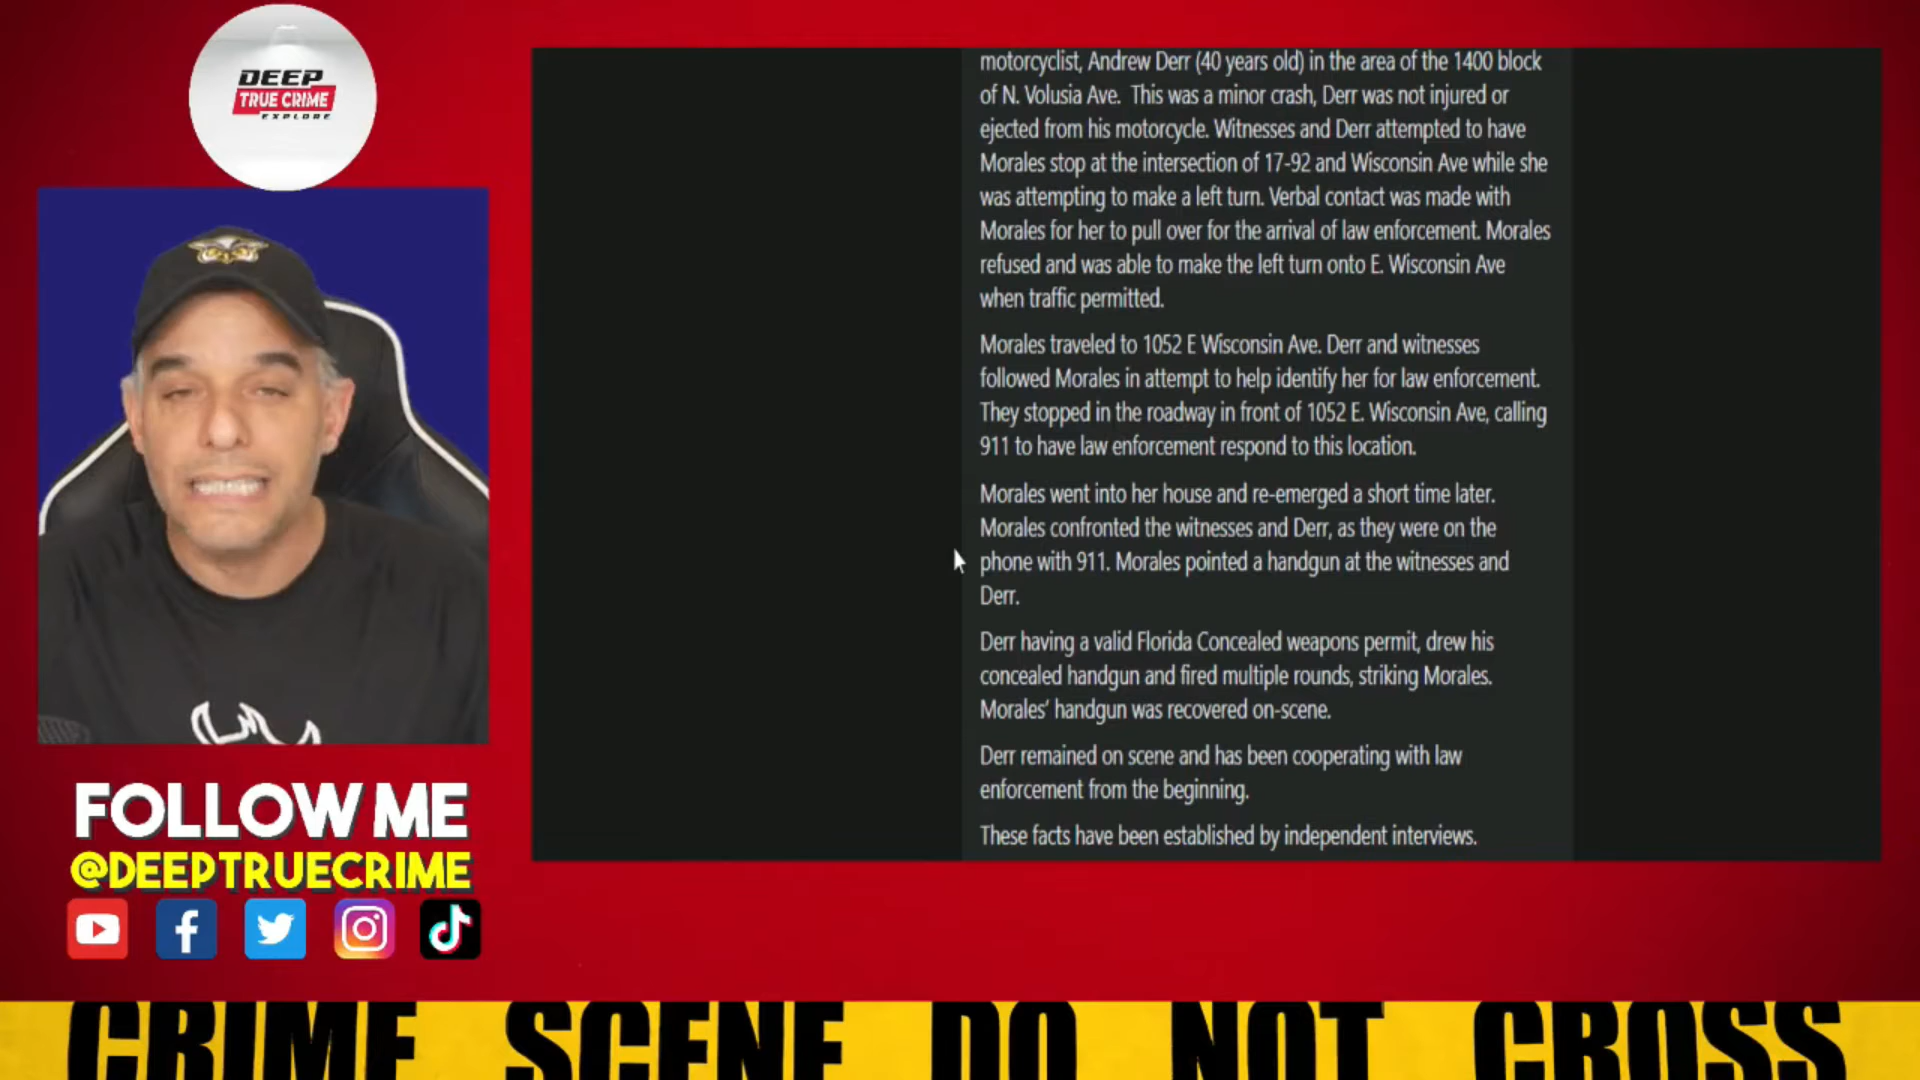 DEEP
TRUE CRIME
EXPLORE
motorcyclist, Andrew Derr (40 years old) in the area of the 1400 block
of N. Volusia Ave.  This was a minor crash, Derr was not injured or
ejected from his motorcycle. Witnesses and Derr attempted to have
Morales stop at the intersection of 17-92 and Wisconsin Ave while she
was attempting to make a left turn. Verbal contact was made with
Morales for her to pull over for the arrival of law enforcement. Morales
refused and was able to make the left turn onto E. Wisconsin Ave
when traffic permitted.
Morales traveled to 1052 E Wisconsin Ave. Derr and witnesses
followed Morales in attempt to help identify her for law enforcement.
They stopped in the roadway in front of 1052 E. Wisconsin Ave, calling
911 to have law enforcement respond to this location.
Morales went into her house and re-emerged a short time later.
Morales confronted the witnesses and Derr, as they were on the
phone with 911. Morales pointed a handgun at the witnesses and
Derr.
Derr having a valid Florida Concealed weapons permit, drew his
concealed handgun and fired multiple rounds, striking Morales.
Morales' handgun was recovered on-scene.
Derr remained on scene and has been cooperating with law
enforcement from the beginning.
These facts have been established by independent interviews.
FOLLOW ME
@DEEPTRUECRIME
CRIME SCENE DO NOT CROSS